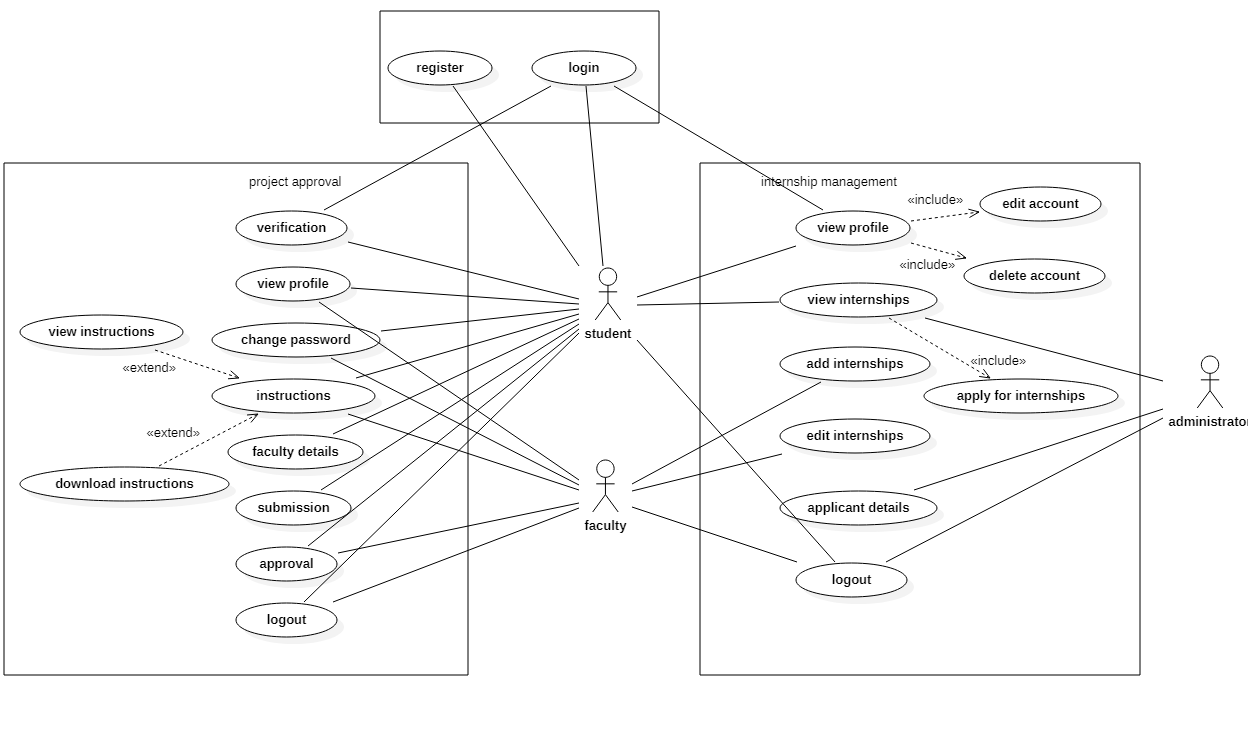 register
login
project approval
verification
view profile
view instructions
change password
«extend»
instructions
«extend»
faculty details
download instructions
submission
approval
logout
student
faculty
internship management
«include»
edit account
view profile
«include»
delete account
view internships
add internships
«include»
apply for internships
edit internships
applicant details
logout
administrator